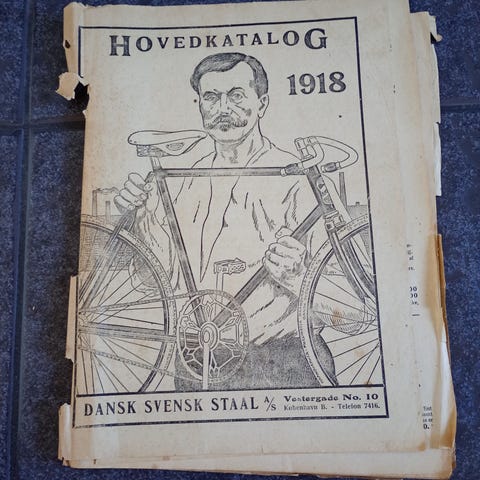 HOVEDKATALOG
1918
DANSK SVENSK STAAL A/S
Vestergade No. 10
København B. - Telefon 7416.